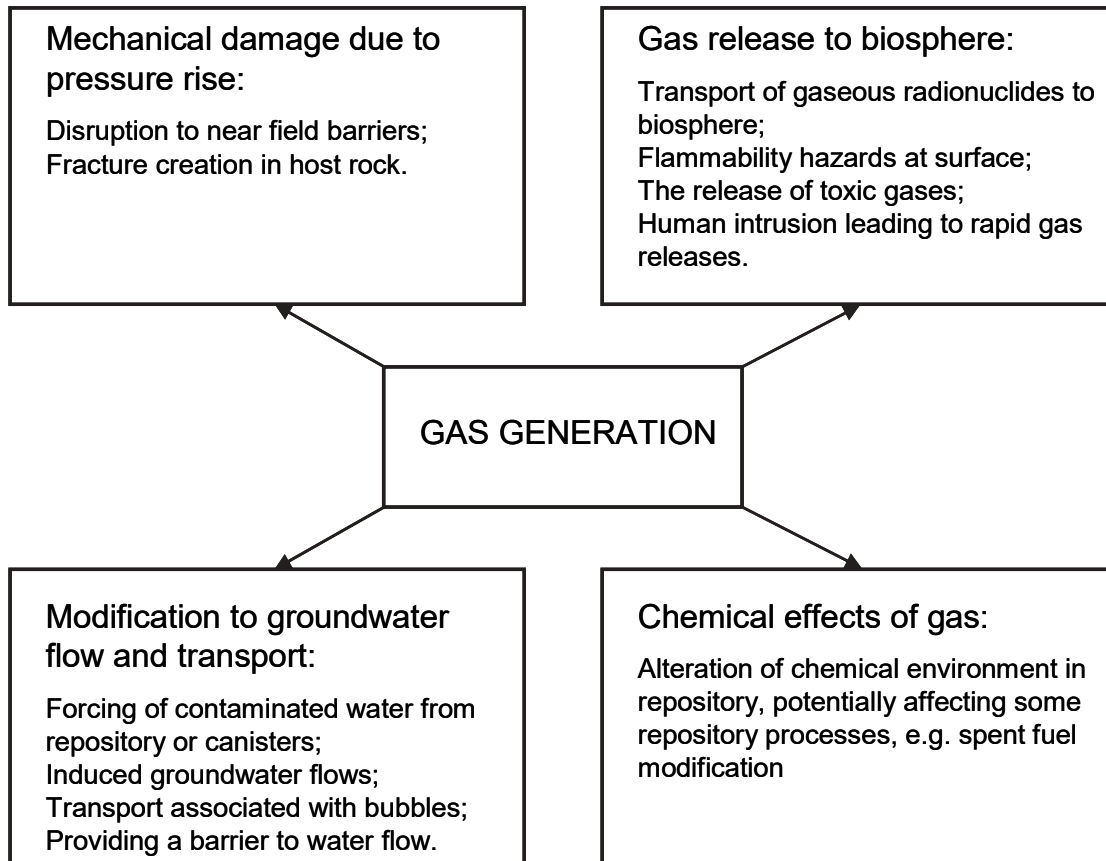 Mechanical damage due to
pressure rise:
Disruption to near field barriers;
Fracture creation in host rock.
Gas release to biosphere:
Transport of gaseous radionuclides to
biosphere;
Flammability hazards at surface;
The release of toxic gases;
Human intrusion leading to rapid gas
releases.
GAS GENERATION
Modification to groundwater
flow and transport:
Forcing of contaminated water from
repository or canisters;
Induced groundwater flows;
Transport associated with bubbles;
Providing a barrier to water flow.
Chemical effects of gas:
Alteration of chemical environment in
repository, potentially affecting some
repository processes, e.g. spent fuel
modification